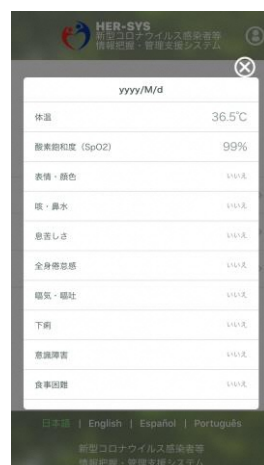 HER-SYS
新型コロナウイルス感染者等
情報把握・管理支援システム
yyyy/M/d
体温 36.5℃
酸素飽和度(SpO2) 99%
表情・顔色 いいえ
咳・鼻水 いいえ
息苦しさ いいえ
全身倦怠感 いいえ
嘔気・嘔吐 いいえ
下痢 いいえ
意識障害 いいえ
食事困難 いいえ
日本語 | English | Español | Português
新型コロナウイルス感染者等
情報把握・管理支援システム